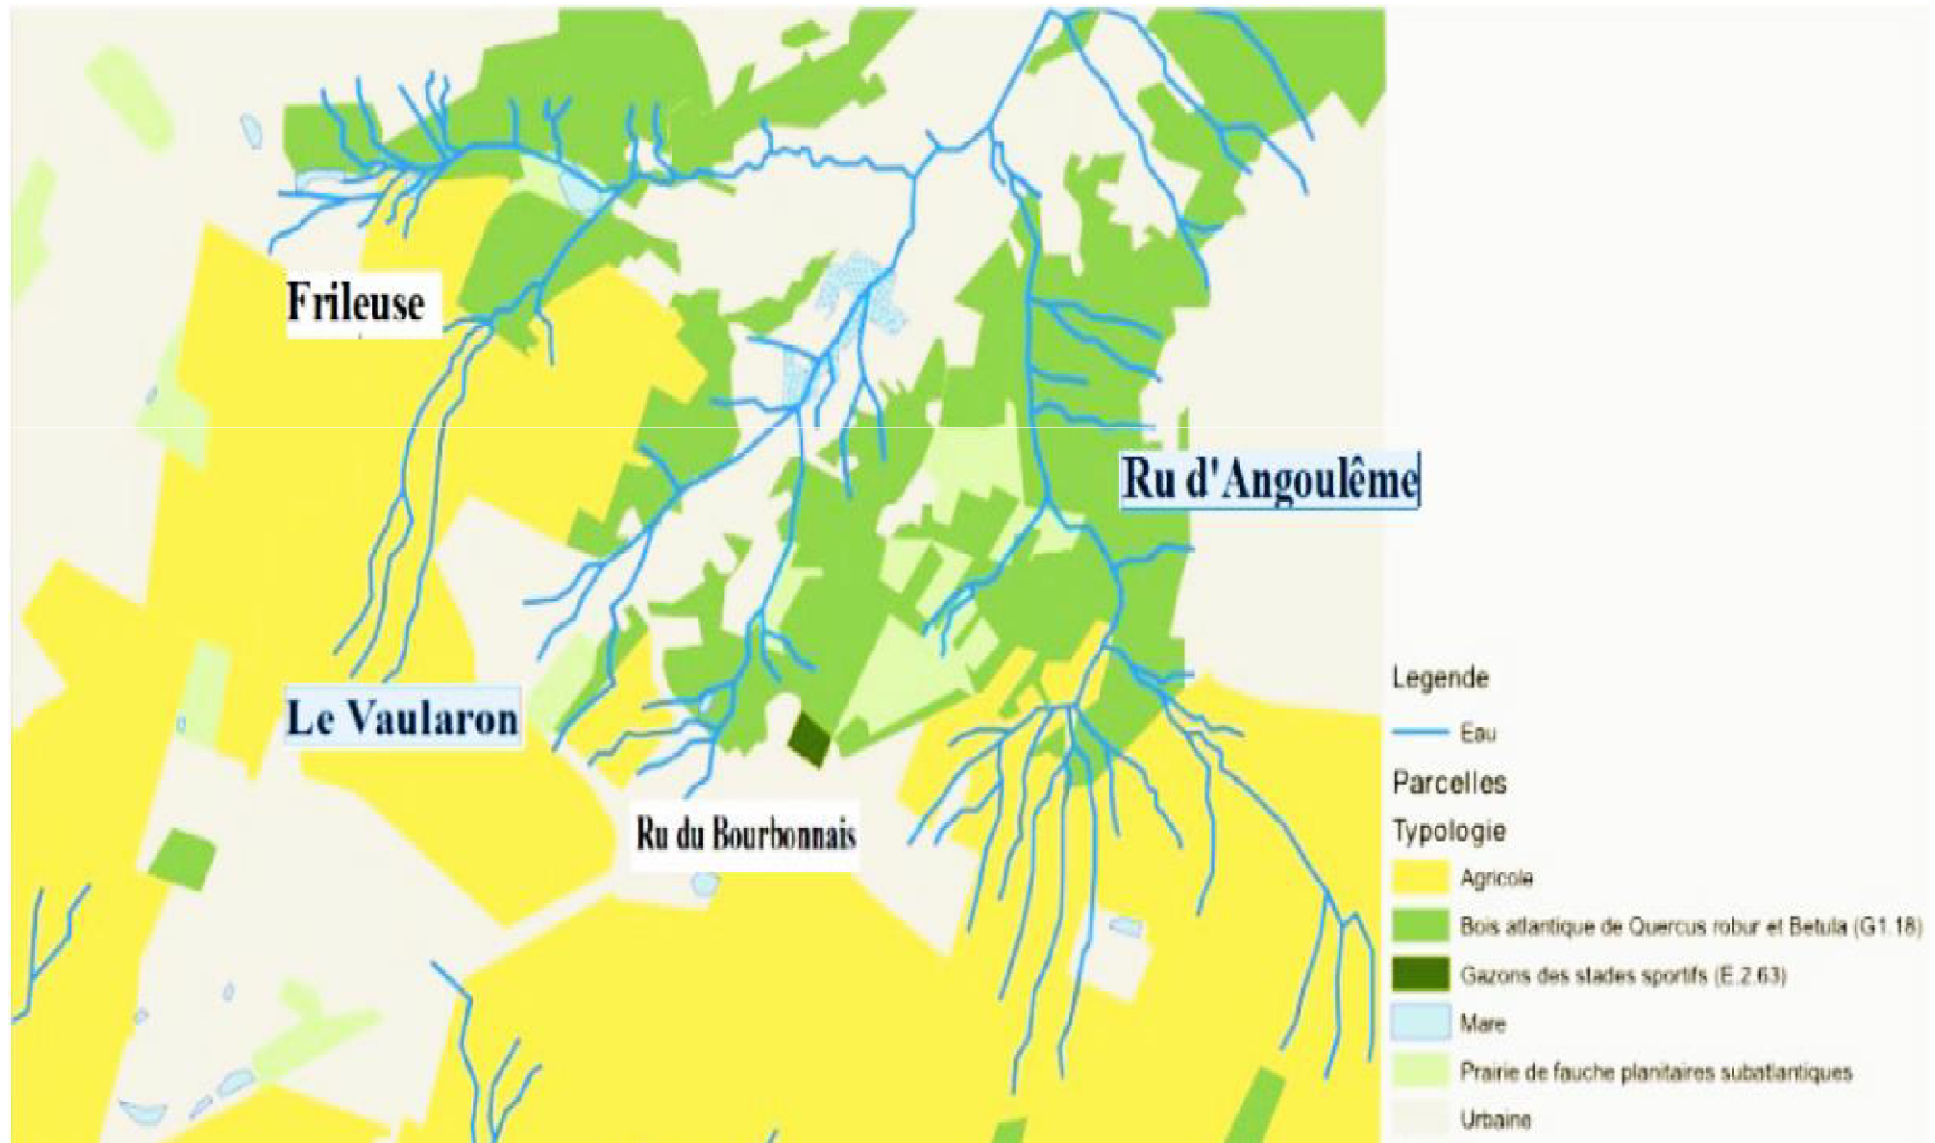 Frileuse
Ru d'Angoulême
Le Vaularon
Ru du Bourbonnais
Legende
Eau
Parcelles
Typologie
Agricole
Bois atlantique de Quercus robur et Betula (G1.18)
Gazons des stades sportifs (E.2.63)
Mare
Prairie de fauche planitaires subatlantiques
Urbaine